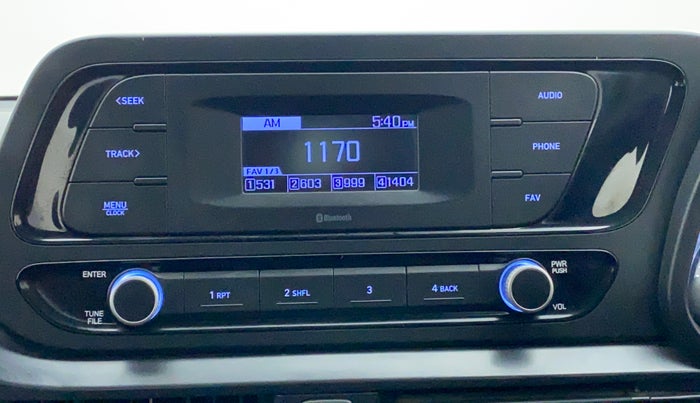 <SEEK
TRACK>
MENU
CLOCK
AM 5:40PM
1170
FAV 1/3
1 531 2 603 3 999 4 1404
Bluetooth
AUDIO
PHONE
FAV
ENTER
TUNE
FILE
1 RPT
2 SHFL
3
4 BACK
PWR
PUSH
VOL